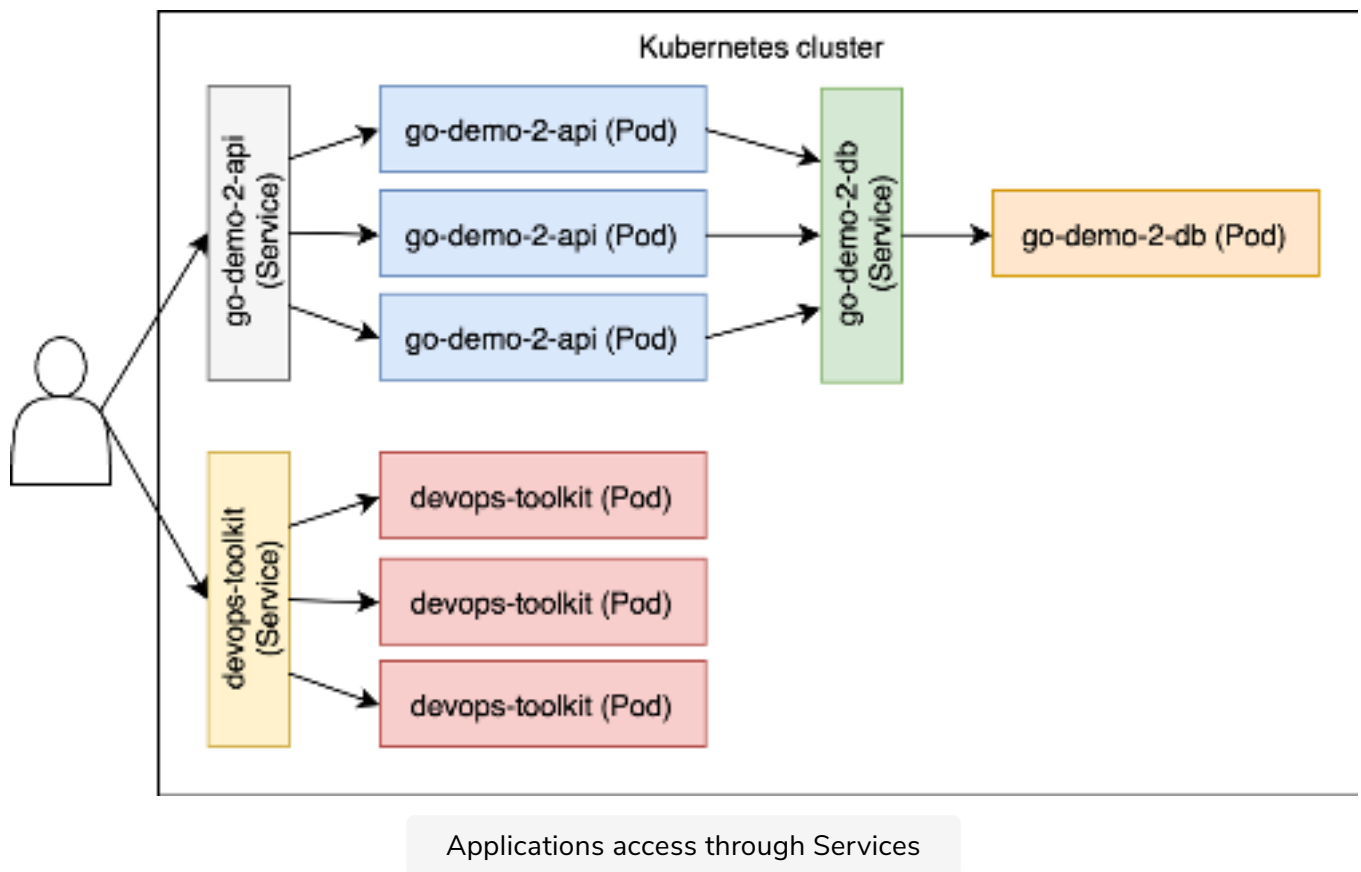 Kubernetes cluster
go-demo-2-api
(Service)
go-demo-2-api (Pod)
go-demo-2-api (Pod)
go-demo-2-api (Pod)
go-demo-2-db
(Service)
go-demo-2-db (Pod)
devops-toolkit
(Service)
devops-toolkit (Pod)
devops-toolkit (Pod)
devops-toolkit (Pod)
Applications access through Services